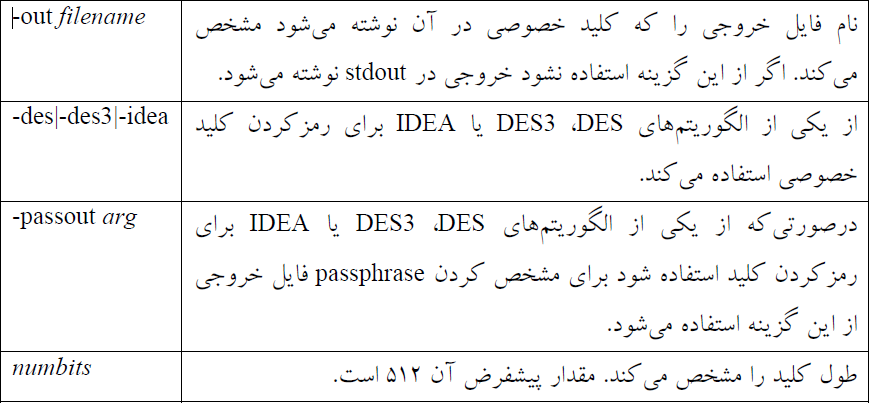 -out filename
نام فایل خروجی را که کلید خصوصی در آن نوشته می‌شود مشخص
می‌کند. اگر از این گزینه استفاده نشود خروجی در stdout نوشته می‌شود.
-des|-des3|-idea
از یکی از الگوریتم‌های DES، DES3 یا IDEA برای رمزکردن کلید
خصوصی استفاده می‌کند.
-passout arg
درصورتی‌که از یکی از الگوریتم‌های DES، DES3 یا IDEA برای
رمزکردن کلید استفاده شود برای مشخص کردن passphrase فایل خروجی
از این گزینه استفاده می‌شود.
numbits
طول کلید را مشخص می‌کند. مقدار پیشفرض آن ۵۱۲ است.